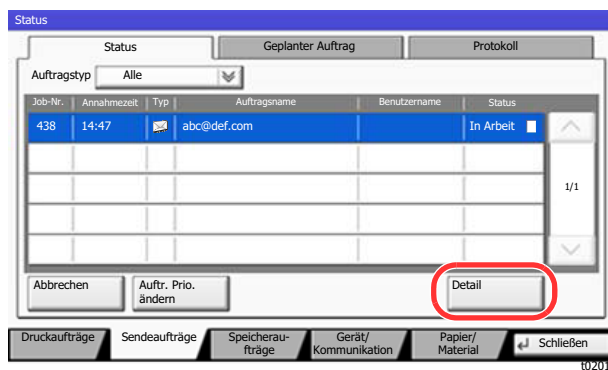 Status
Status Geplanter Auftrag Protokoll
Auftragstyp Alle
Job-Nr. Annahmezeit Typ Auftragsname Benutzername Status
438 14:47 abc@def.com In Arbeit
1/1
Abbrechen Auftr. Prio. Detail
ändern
Druckaufträge Sendeaufträge Speicherau- Gerät/ Papier/ Schließen
fträge Kommunikation Material
t0201